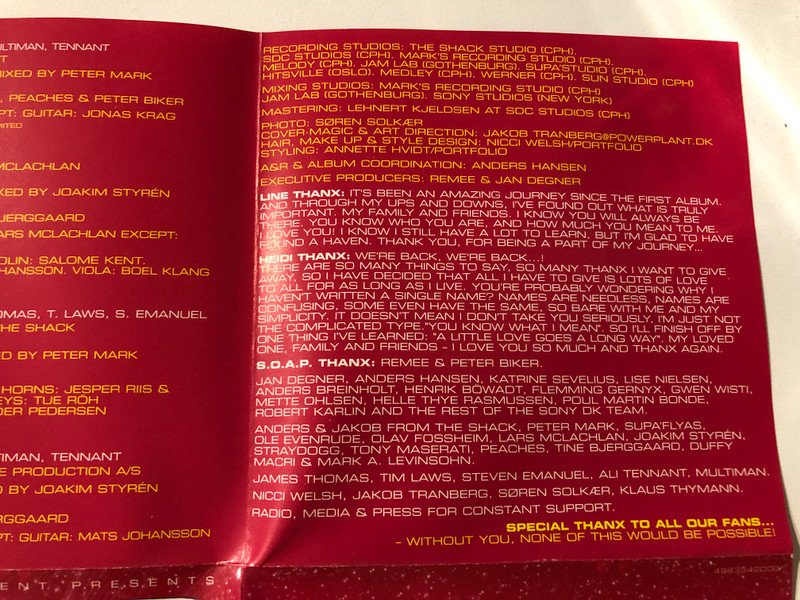 ULTIMAN, TENNANT
T
MIXED BY PETER MARK
, PEACHES & PETER BIKER
PT: GUITAR: JONAS KRAG
MITED
MCLACHLAN
XED BY JOAKIM STYRÉN
JERGGAARD
ARS MCLACHLAN EXCEPT:
OLIN: SALOME KENT.
HANSSON. VIOLA: BOEL KLANG
OMAS, T. LAWS, S. EMANUEL
THE SHACK
ED BY PETER MARK
HORNS: JESPER RIIS &
EYS: TUE RÖH
DER PEDERSEN
TIMAN, TENNANT
E PRODUCTION A/S
D BY JOAKIM STYRÉN
ERGGAARD
PT: GUITAR: MATS JOHANSSON
ENT PRESENTS
RECORDING STUDIOS: THE SHACK STUDIO (CPH).
SDC STUDIOS (CPH). MARK'S RECORDING STUDIO (CPH).
MELODY (CPH). JAM LAB (GOTHENBURG). SUPA'STUDIO (CPH).
HITSVILLE (OSLO). MEDLEY (CPH). WERNER (CPH). SUN STUDIO (CPH)
MIXING STUDIOS: MARK'S RECORDING STUDIO (CPH)
JAM LAB (GOTHENBURG). SONY STUDIOS (NEW YORK)
MASTERING: LEHNERT KJELDSEN AT SDC STUDIOS (CPH)
PHOTO: SØREN SOLKÆR
COVER·MAGIC & ART DIRECTION: JAKOB TRANBERG@POWERPLANT.DK
HAIR, MAKE UP & STYLE DESIGN: NICCI WELSH/PORTFOLIO
STYLING: ANNETTE HVIDT/PORTFOLIO
A&R & ALBUM COORDINATION: ANDERS HANSEN
EXECUTIVE PRODUCERS: REMEE & JAN DEGNER
LINE THANX: IT'S BEEN AN AMAZING JOURNEY SINCE THE FIRST ALBUM.
AND THROUGH MY UPS AND DOWNS, I'VE FOUND OUT WHAT IS TRULY
IMPORTANT. MY FAMILY AND FRIENDS. I KNOW YOU WILL ALWAYS BE
THERE. YOU KNOW WHO YOU ARE, AND HOW MUCH YOU MEAN TO ME.
I LOVE YOU! I KNOW I STILL HAVE A LOT TO LEARN, BUT I'M GLAD TO HAVE
FOUND A HAVEN. THANK YOU, FOR BEING A PART OF MY JOURNEY...
HEIDI THANX: WE'RE BACK, WE'RE BACK...!
THERE ARE SO MANY THINGS TO SAY, SO MANY THANX I WANT TO GIVE
AWAY, SO I HAVE DECIDED THAT ALL I HAVE TO GIVE IS LOTS OF LOVE
TO ALL FOR AS LONG AS I LIVE. YOU'RE PROBABLY WONDERING WHY I
HAVEN'T WRITTEN A SINGLE NAME? NAMES ARE NEEDLESS, NAMES ARE
CONFUSING, SOME EVEN HAVE THE SAME, SO BARE WITH ME AND MY
SIMPLICITY. IT DOESN'T MEAN I DON'T TAKE YOU SERIOUSLY, I'M JUST NOT
THE COMPLICATED TYPE."YOU KNOW WHAT I MEAN". SO I'LL FINISH OFF BY
ONE THING I'VE LEARNED: "A LITTLE LOVE GOES A LONG WAY". MY LOVED
ONE, FAMILY AND FRIENDS - I LOVE YOU SO MUCH AND THANX AGAIN.
S.O.A.P. THANX: REMEE & PETER BIKER.
JAN DEGNER, ANDERS HANSEN, KATRINE SEVELIUS, LISE NIELSEN,
ANDERS BREINHOLT, HENRIK BÖWADT, FLEMMING GERNYX, GWEN WISTI,
METTE OHLSEN, HELLE THYE RASMUSSEN, POUL MARTIN BONDE,
ROBERT KARLIN AND THE REST OF THE SONY DK TEAM.
ANDERS & JAKOB FROM THE SHACK, PETER MARK, SUPA'FLYAS,
OLE EVENRUDE, OLAV FOSSHEIM, LARS MCLACHLAN, JOAKIM STYRÉN,
STRAYDOGG, TONY MASERATI, PEACHES, TINE BJERGGAARD, DUFFY
MACRI & MARK A. LEVINSOHN.
JAMES THOMAS, TIM LAWS, STEVEN EMANUEL, ALI TENNANT, MULTIMAN.
NICCI WELSH, JAKOB TRANBERG, SØREN SOLKÆR, KLAUS THYMANN.
RADIO, MEDIA & PRESS FOR CONSTANT SUPPORT.
SPECIAL THANX TO ALL OUR FANS...
- WITHOUT YOU, NONE OF THIS WOULD BE POSSIBLE!